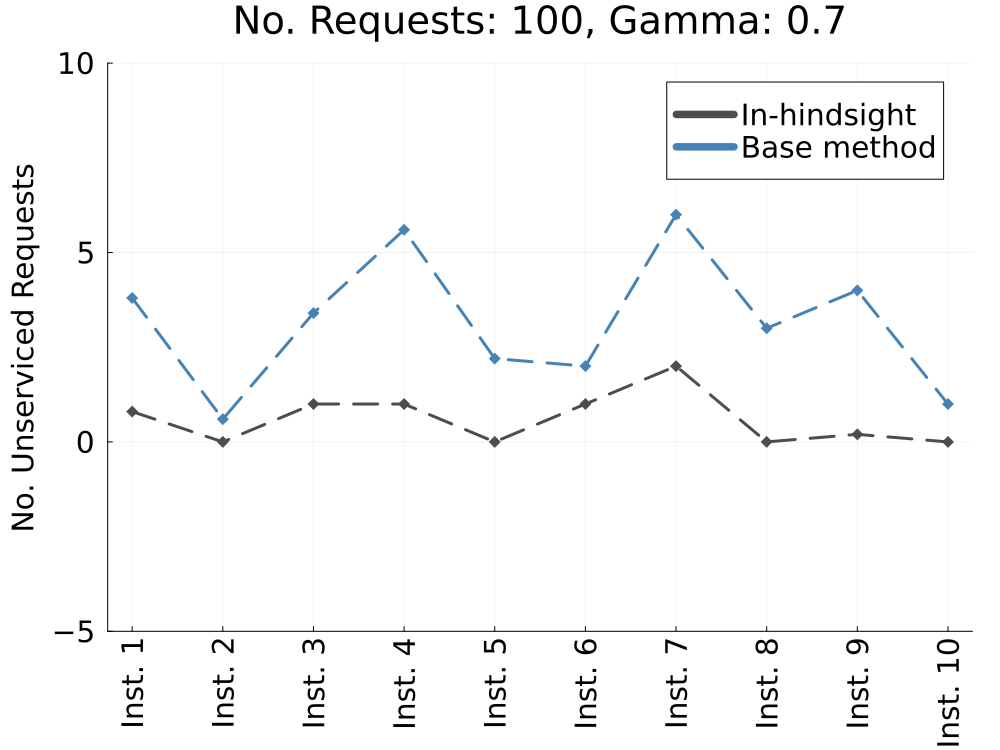 No. Requests: 100, Gamma: 0.7
10
5
0
−5
No. Unserviced Requests
In-hindsight
Base method
Inst. 1
Inst. 2
Inst. 3
Inst. 4
Inst. 5
Inst. 6
Inst. 7
Inst. 8
Inst. 9
Inst. 10